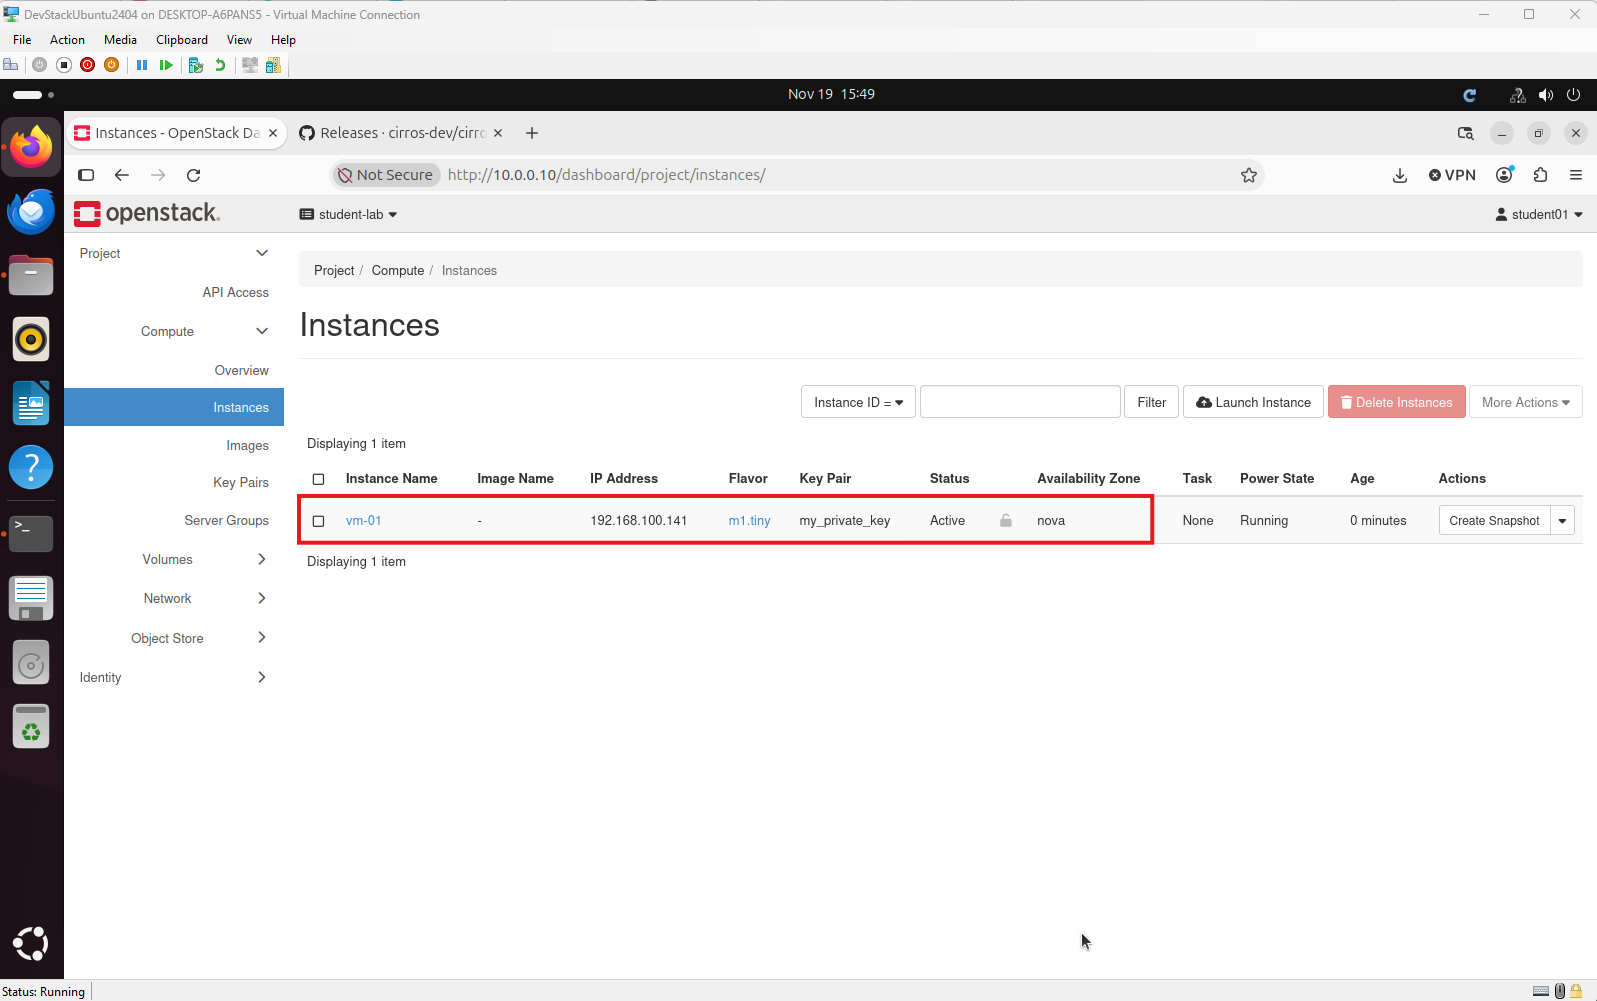 DevStackUbuntu2404 on DESKTOP-A6PANS5 - Virtual Machine Connection
File Action Media Clipboard View Help
Nov 19 15:49
Instances - OpenStack Da
Releases · cirros-dev/cirro
Not Secure
http://10.0.0.10/dashboard/project/instances/
VPN
openstack.
student-lab
student01
Project
API Access
Compute
Overview
Instances
Images
Key Pairs
Server Groups
Volumes
Network
Object Store
Identity
Project / Compute / Instances
Instances
Instance ID =
Filter
Launch Instance
Delete Instances
More Actions
Displaying 1 item
Instance Name Image Name IP Address Flavor Key Pair Status Availability Zone Task Power State Age Actions
vm-01 - 192.168.100.141 m1.tiny my_private_key Active nova None Running 0 minutes Create Snapshot
Displaying 1 item
Status: Running